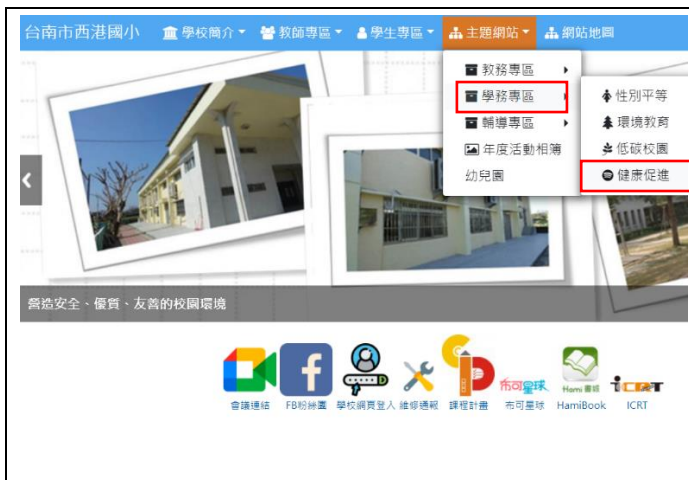 台南市西港國小 學校簡介 教師專區 學生專區 主題網站 網站地圖
教務專區
學務專區
輔導專區
年度活動相簿
幼兒園
性別平等
環境教育
低碳校園
健康促進
營造安全、優質、友善的校園環境
布可星球
Hami 書城
iCRT
會議連結 FB粉絲團 學校網頁登入 維修通報 課程計畫 布可星球 HamiBook ICRT